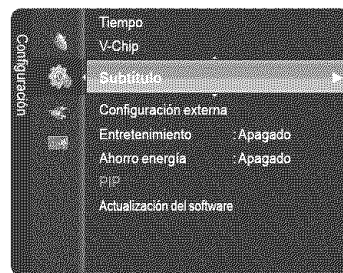 Configuración
Tiempo
V-Chip
Subtítulo
Configuración externa
Entretenimiento : Apagado
Ahorro energía : Apagado
PIP
Actualización del software